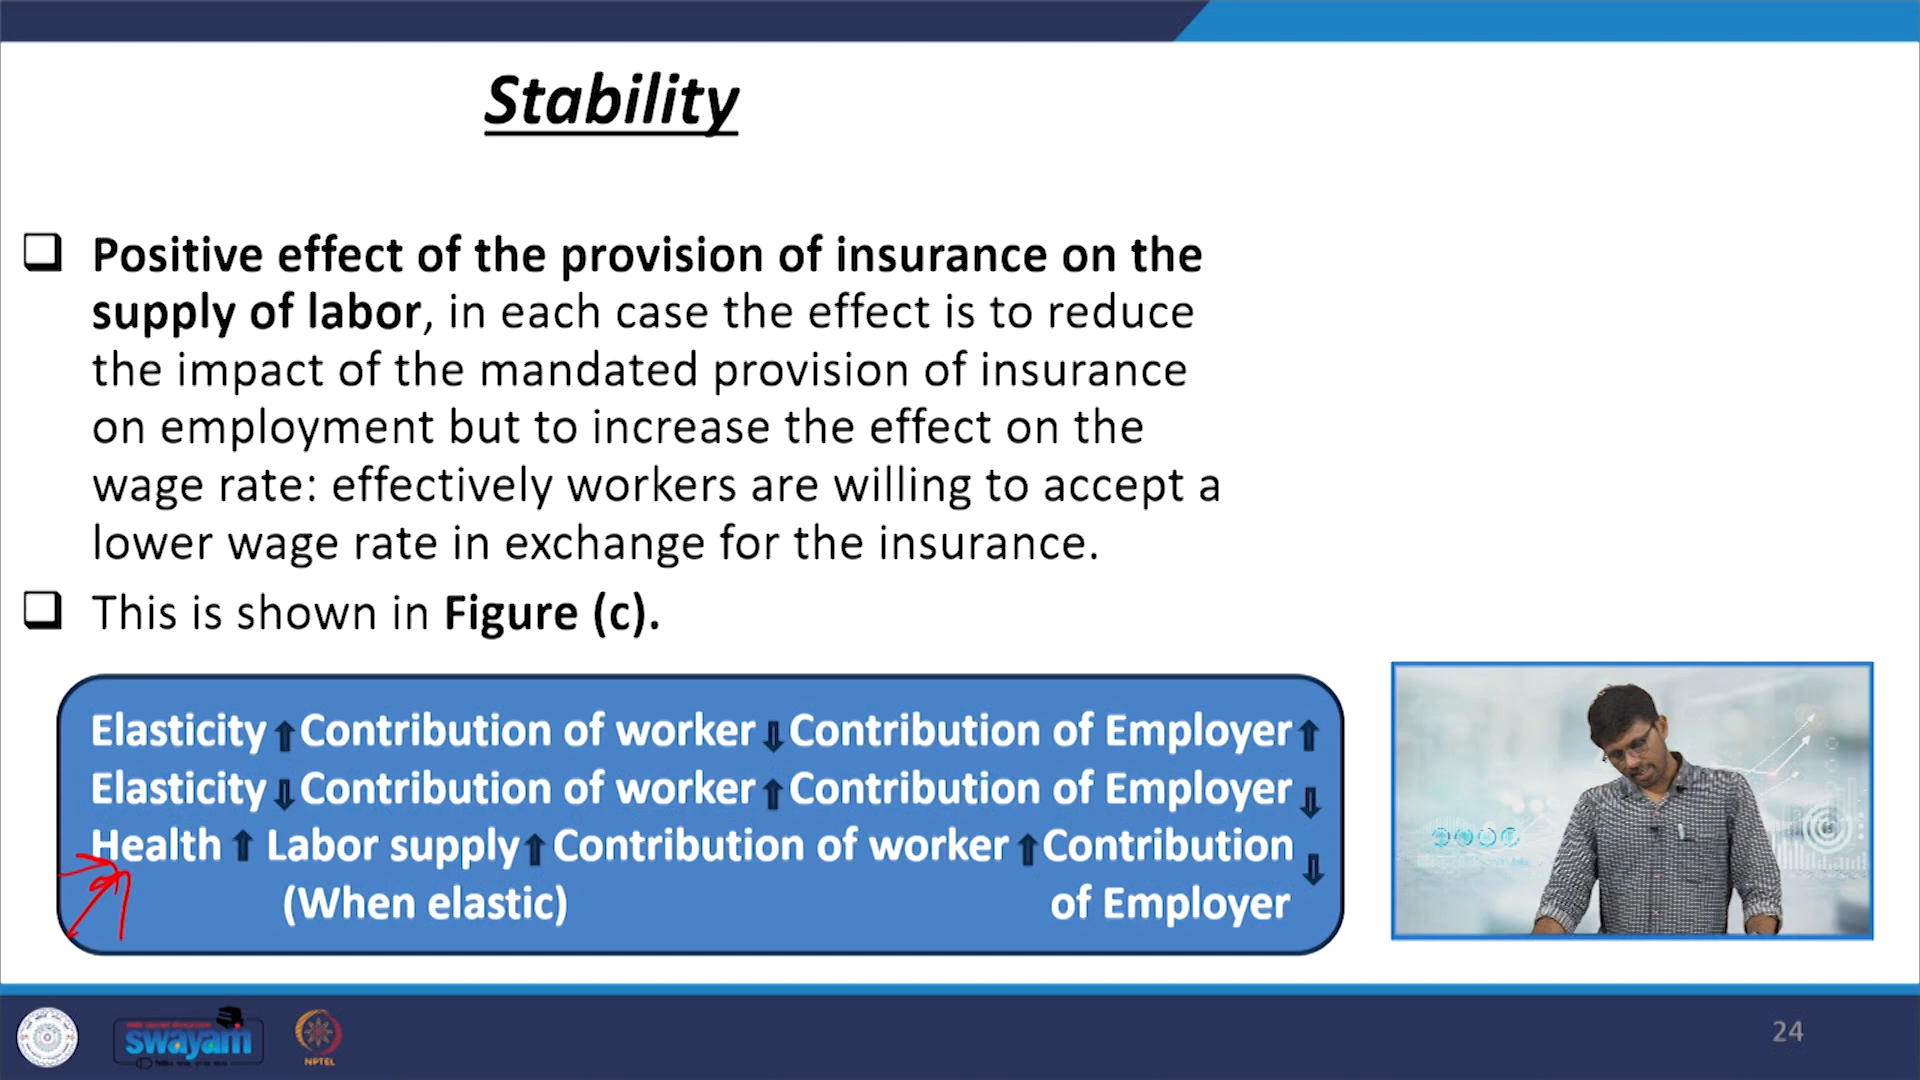 Stability
❑ Positive effect of the provision of insurance on the
supply of labor, in each case the effect is to reduce
the impact of the mandated provision of insurance
on employment but to increase the effect on the
wage rate: effectively workers are willing to accept a
lower wage rate in exchange for the insurance.
❑ This is shown in Figure (c).
Elasticity ⇑ Contribution of worker ⇓ Contribution of Employer ⇑
Elasticity ⇓ Contribution of worker ⇑ Contribution of Employer ⇓
Health ⇑ Labor supply ⇑ Contribution of worker ⇑ Contribution ⇓
(When elastic) of Employer
swayam
NPTEL
24